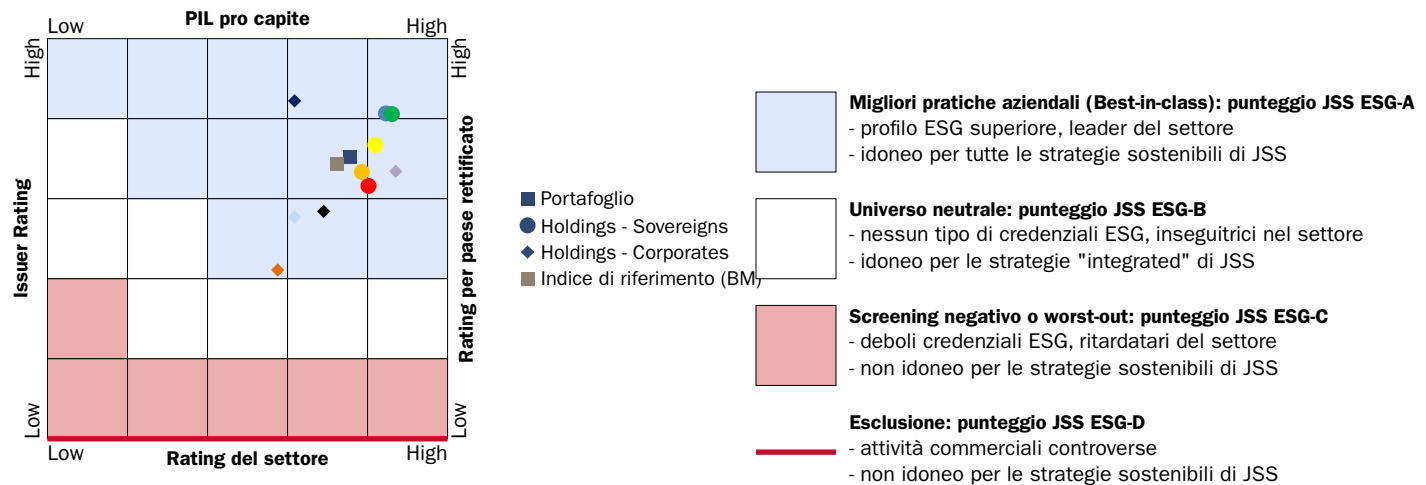 PIL pro capite
Low
High
High
High
Issuer Rating
Rating per paese rettificato
Low
Low
Low
High
Rating del settore
Portafoglio
Holdings - Sovereigns
Holdings - Corporates
Indice di riferimento (BM)
Migliori pratiche aziendali (Best-in-class): punteggio JSS ESG-A
- profilo ESG superiore, leader del settore
- idoneo per tutte le strategie sostenibili di JSS
Universo neutrale: punteggio JSS ESG-B
- nessun tipo di credenziali ESG, inseguitrici nel settore
- idoneo per le strategie "integrated" di JSS
Screening negativo o worst-out: punteggio JSS ESG-C
- deboli credenziali ESG, ritardatari del settore
- non idoneo per le strategie sostenibili di JSS
Esclusione: punteggio JSS ESG-D
- attività commerciali controverse
- non idoneo per le strategie sostenibili di JSS